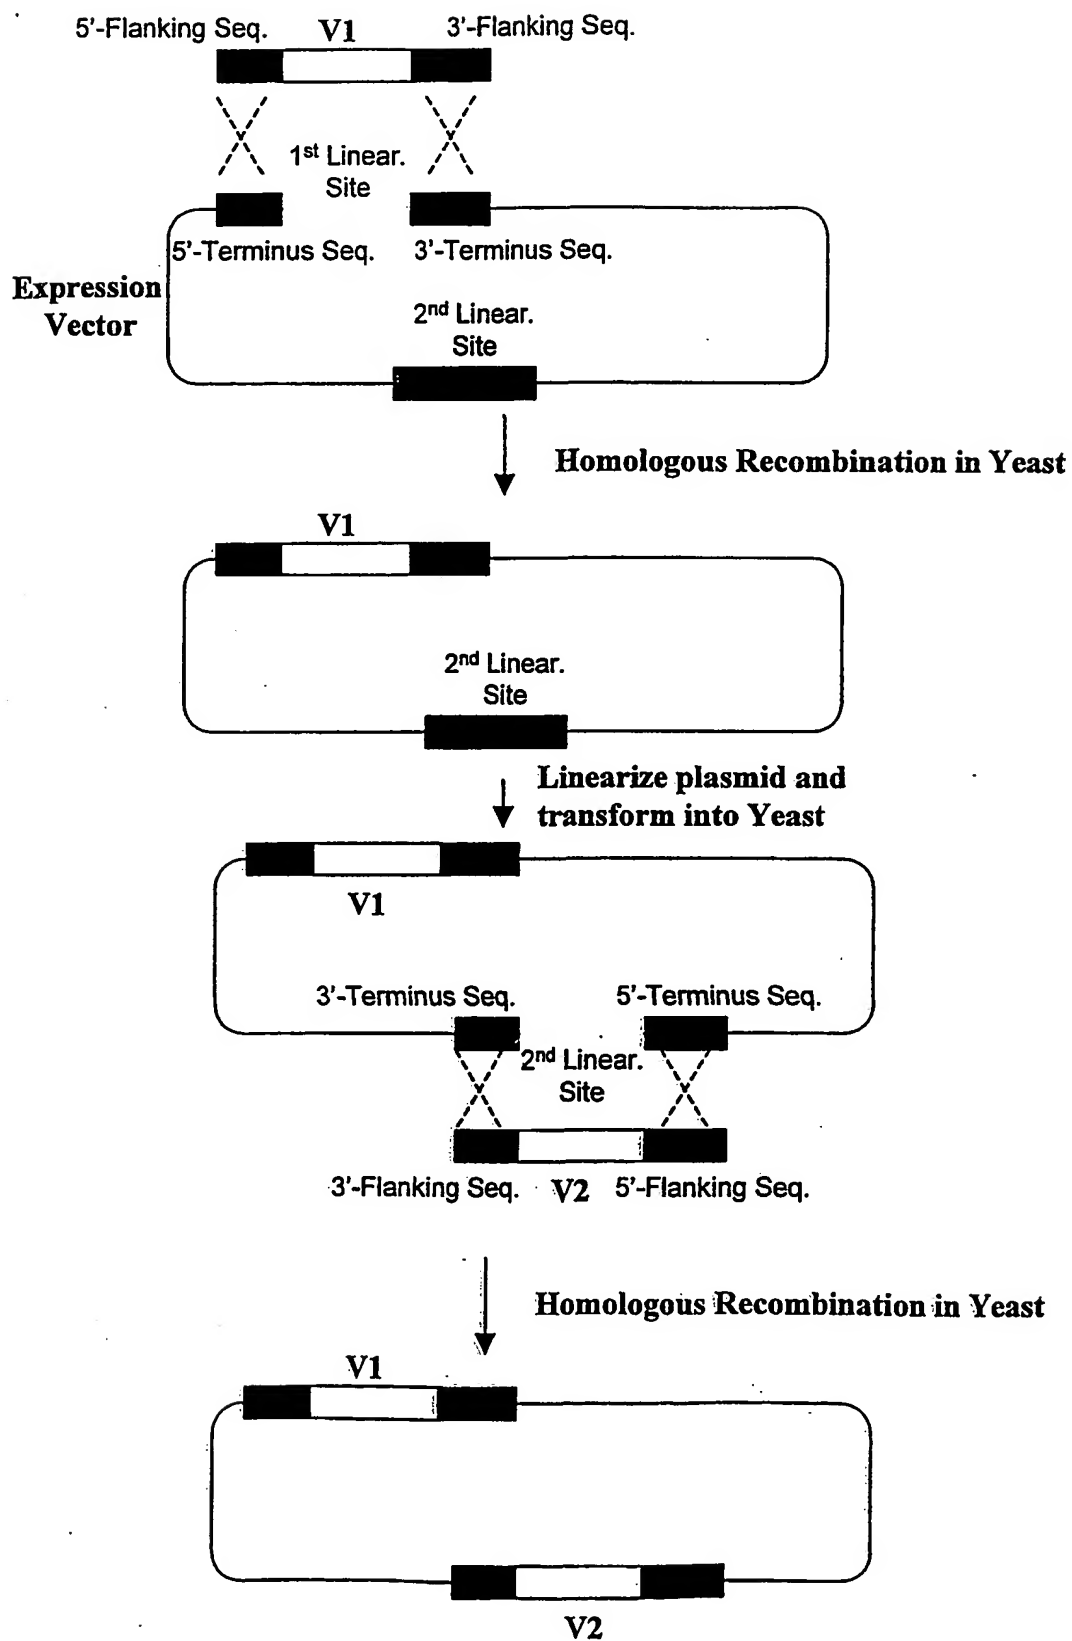 5'-Flanking Seq. V1 3'-Flanking Seq.
1st Linear.
Site
5'-Terminus Seq. 3'-Terminus Seq.
Expression
Vector
2nd Linear.
Site
Homologous Recombination in Yeast
V1
2nd Linear.
Site
Linearize plasmid and
transform into Yeast
V1
3'-Terminus Seq. 5'-Terminus Seq.
2nd Linear.
Site
3'-Flanking Seq. V2 5'-Flanking Seq.
Homologous Recombination in Yeast
V1
V2